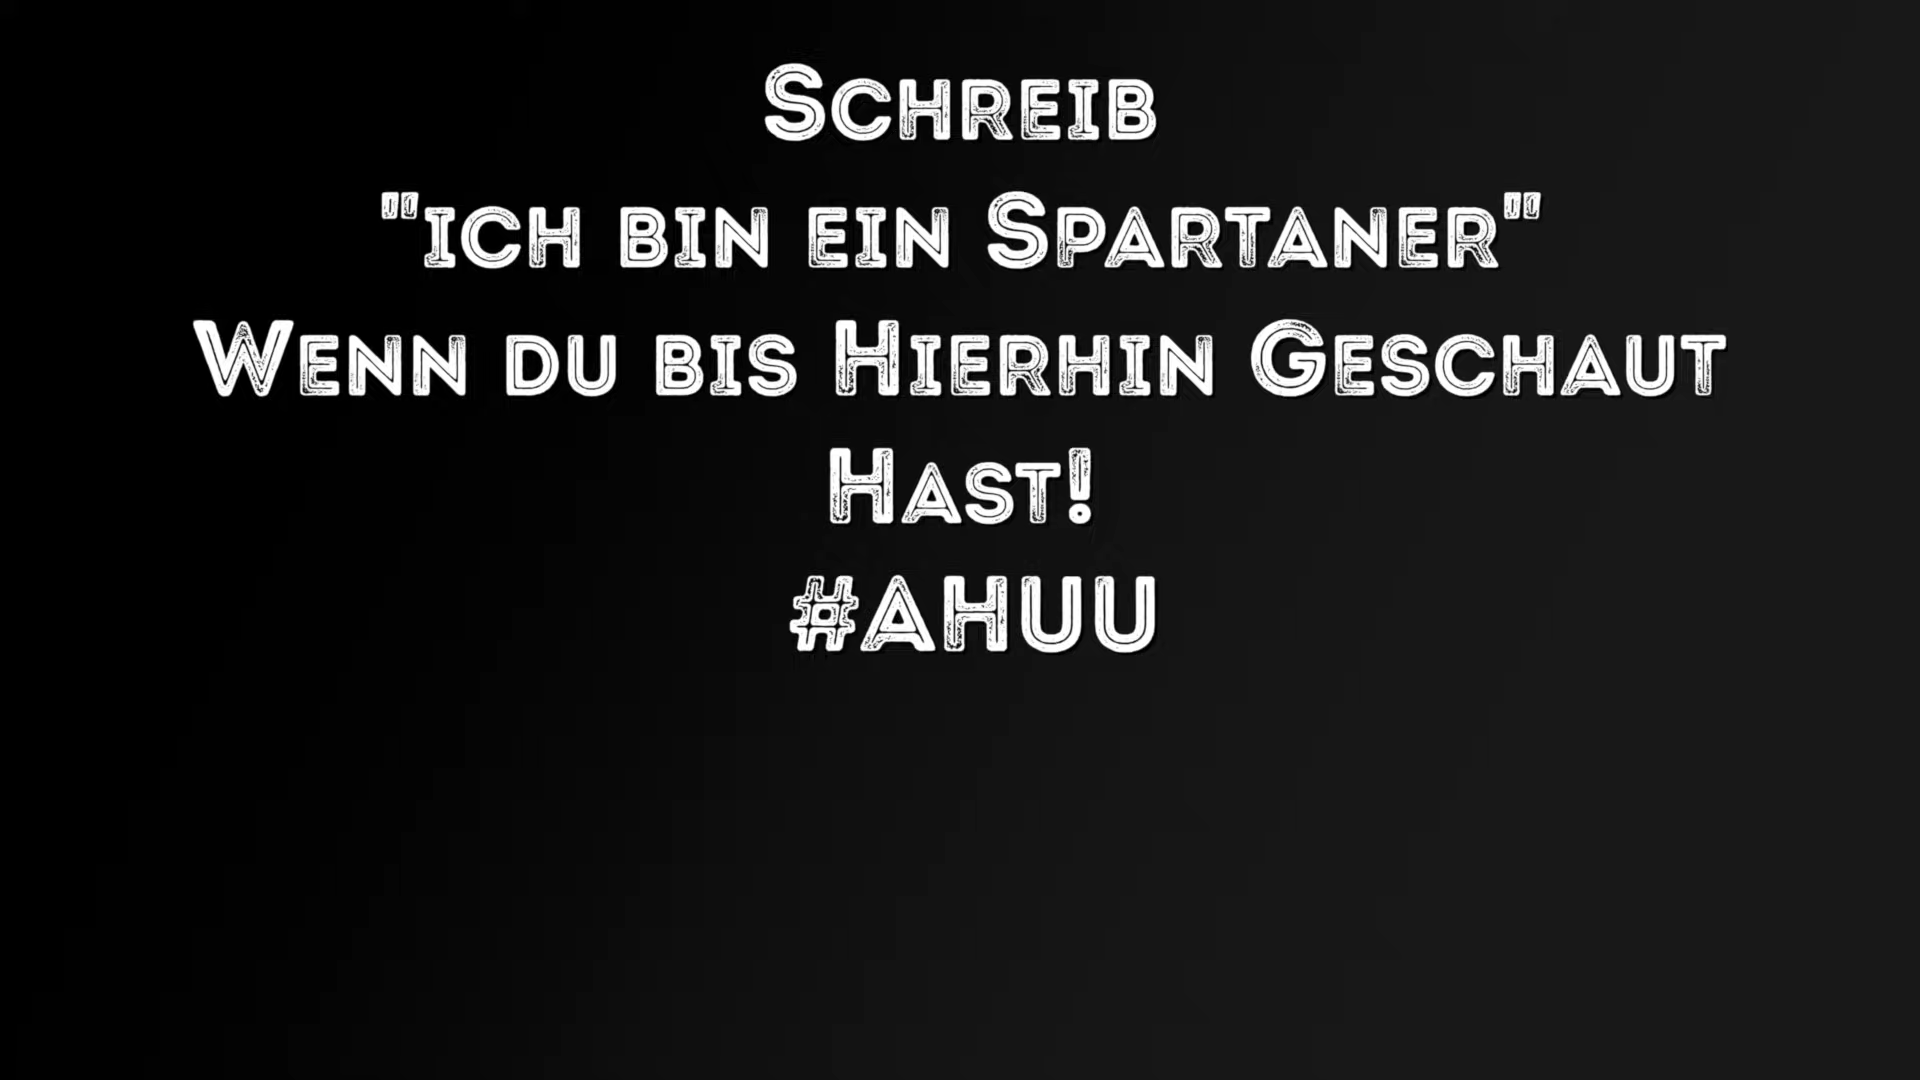 Schreib
"ich bin ein Spartaner"
Wenn du bis Hierhin Geschaut
Hast!
#AHUU